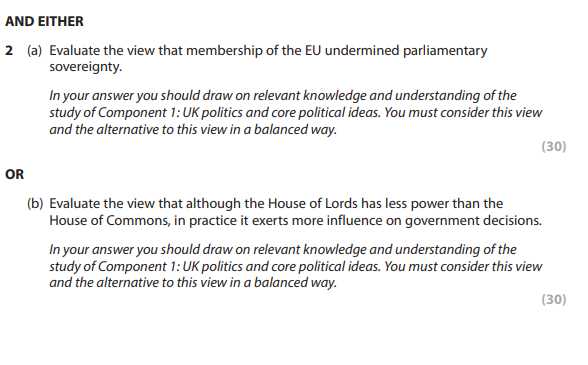 AND EITHER
2 (a) Evaluate the view that membership of the EU undermined parliamentary
sovereignty.
In your answer you should draw on relevant knowledge and understanding of the
study of Component 1: UK politics and core political ideas. You must consider this view
and the alternative to this view in a balanced way.
(30)
OR
(b) Evaluate the view that although the House of Lords has less power than the
House of Commons, in practice it exerts more influence on government decisions.
In your answer you should draw on relevant knowledge and understanding of the
study of Component 1: UK politics and core political ideas. You must consider this view
and the alternative to this view in a balanced way.
(30)